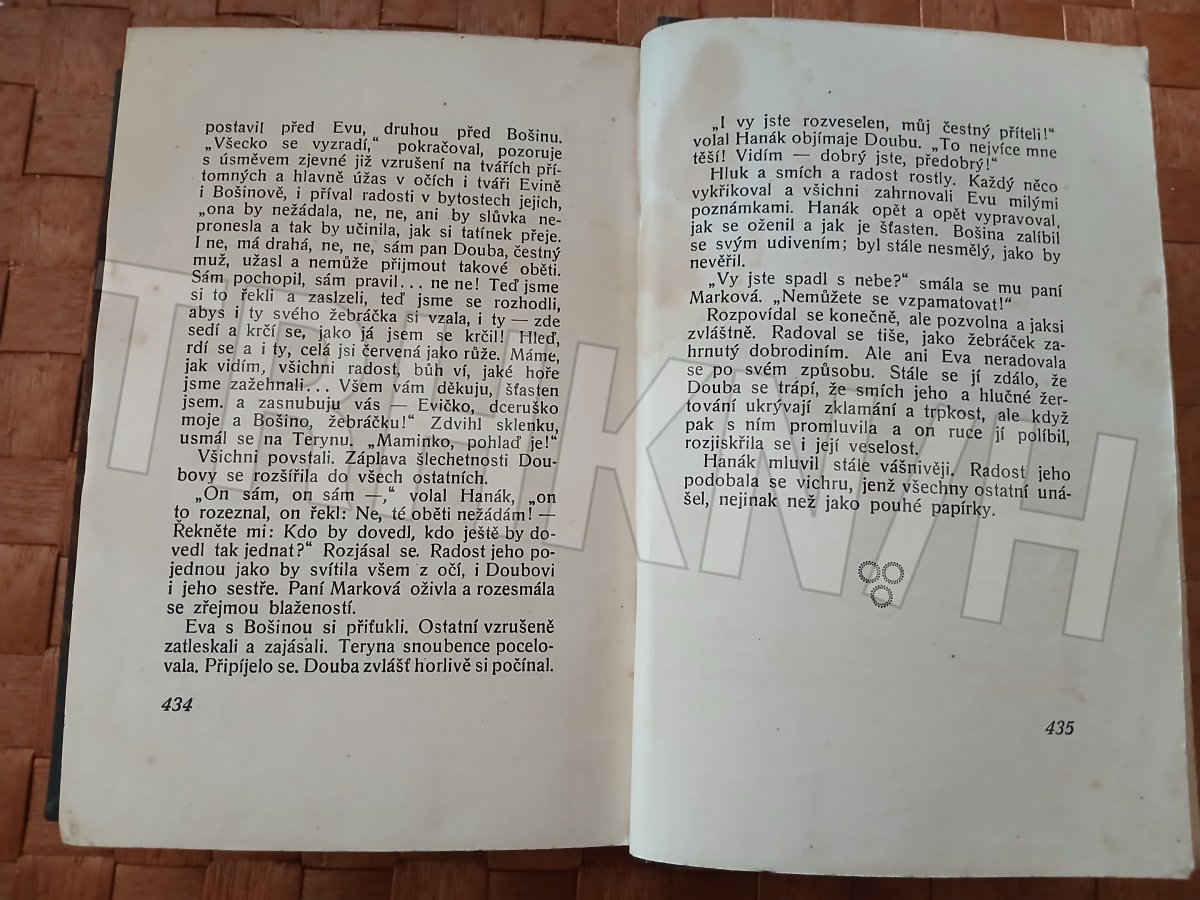 postavil před Evu, druhou před Bošinu.
„Všecko se vyzradí,“ pokračoval, pozoruje
s úsměvem zjevné již vzrušení na tvářích pří-
tomných a hlavně úžas v očích i tváři Evině
i Bošinově, i příval radosti v bytostech jejich,
„ona by nežádala, ne, ne, ani by slůvka ne-
pronesla a tak by učinila, jak si tatínek přeje.
I ne, má drahá, ne, ne, sám pan Douba, čestný
muž, užasl a nemůže přijmout takové oběti.
Sám pochopil, sám pravil... ne ne! Teď jsme
si to řekli a zaslzeli, teď jsme se rozhodli,
abys i ty svého žebráčka si vzala, i ty — zde
sedí a krčí se, jako já jsem se krčil! Hleď,
rdí se a i ty, celá jsi červená jako růže. Máme,
jak vidím, všichni radost, bůh ví, jaké hoře
jsme zažehnali... Všem vám děkuju, šťasten
jsem. a zasnubuju vás — Evičko, dceruško
moje a Bošino, žebráčku!“ Zdvihl sklenku,
usmál se na Terynu. „Maminko, pohlaď je!“
Všichni povstali. Záplava šlechetnosti Dou-
bovy se rozšířila do všech ostatních.
„On sám, on sám —,“ volal Hanák, „on
to rozeznal, on řekl: Ne, té oběti nežádám! —
Řekněte mi: Kdo by dovedl, kdo ještě by do-
vedl tak jednat?“ Rozjásal se. Radost jeho po-
jednou jako by svítila všem z očí, i Doubovi
i jeho sestře. Paní Marková oživla a rozesmála
se zřejmou blažeností.
Eva s Bošinou si přiťukli. Ostatní vzrušeně
zatleskali a zajásali. Teryna snoubence pocelo-
vala. Připíjelo se. Douba zvlášť horlivě si počínal.
434
„I vy jste rozveselen, můj čestný příteli!“
volal Hanák objímaje Doubu. „To nejvíce mne
těší! Vidím — dobrý jste, předobrý!“
Hluk a smích a radost rostly. Každý něco
vykřikoval a všichni zahrnovali Evu milými
poznámkami. Hanák opět a opět vypravoval,
jak se oženil a jak je šťasten. Bošina zalíbil
se svým udivením; byl stále nesmělý, jako by
nevěřil.
„Vy jste spadl s nebe?“ smála se mu paní
Marková. „Nemůžete se vzpamatovat!“
Rozpovídal se konečně, ale pozvolna a jaksi
zvláštně. Radoval se tiše, jako žebráček za-
hrnutý dobrodiním. Ale ani Eva neradovala
se po svém způsobu. Stále se jí zdálo, že
Douba se trápí, že smích jeho a hlučné žer-
tování ukrývají zklamání a trpkost, ale když
pak s ním promluvila a on ruce jí políbil,
rozjiskřila se i její veselost.
Hanák mluvil stále vášnivěji. Radost jeho
podobala se vichru, jenž všechny ostatní uná-
šel, nejinak než jako pouhé papírky.
435
TRHKNIH